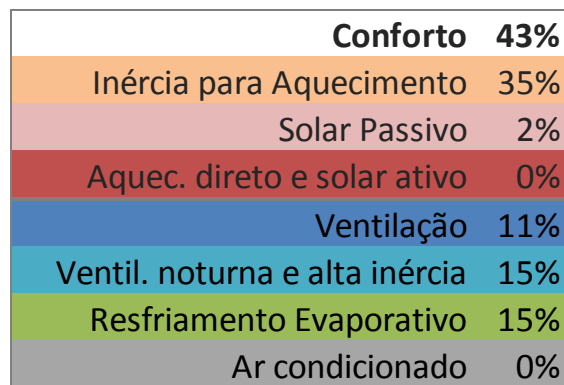 Conforto 43%
Inércia para Aquecimento 35%
Solar Passivo 2%
Aquec. direto e solar ativo 0%
Ventilação 11%
Ventil. noturna e alta inércia 15%
Resfriamento Evaporativo 15%
Ar condicionado 0%